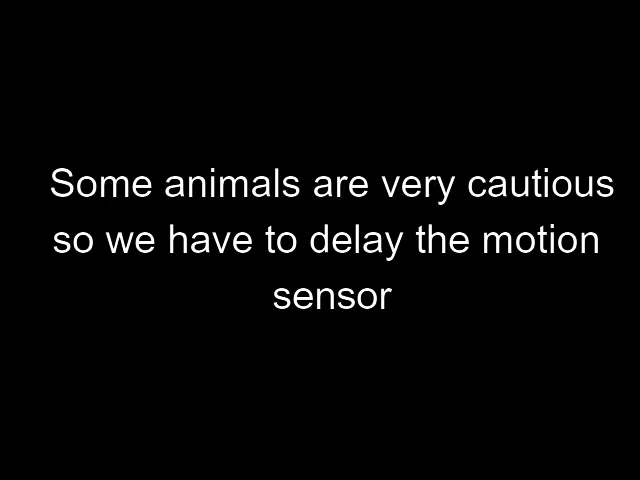 Some animals are very cautious
so we have to delay the motion
sensor